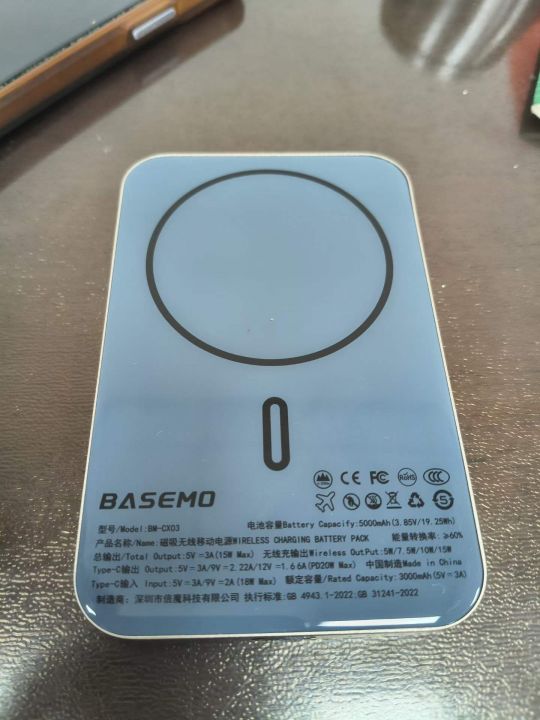 CE FC RoHS CCC
5
BASEMO
型号/Model: BM-CX03 电池容量Battery Capacify:5000mAh(3.85V/19.25Wh)
产品名称/Name: 磁吸无线移动电源WIRELESS CHARGING BATTERY PACK 能量转换率: ≥60%
总输出/Total Output:5V⎓3A(15W Max) 无线充输出Wireless OutPut:5W/7.5W/10W/15W
Type-C输出 Output:5V⎓3A/9V⎓2.22A/12V⎓1.66A(PD20W Max) 中国制造Made in China
Type-C输入 Input:5V⎓3A/9V⎓2A(18W Max) 额定容量/Rated Capacity:3000mAh(5V⎓3A)
制造商: 深圳市倍魔科技有限公司 执行标准:GB 4943.1-2022;GB 31241-2022